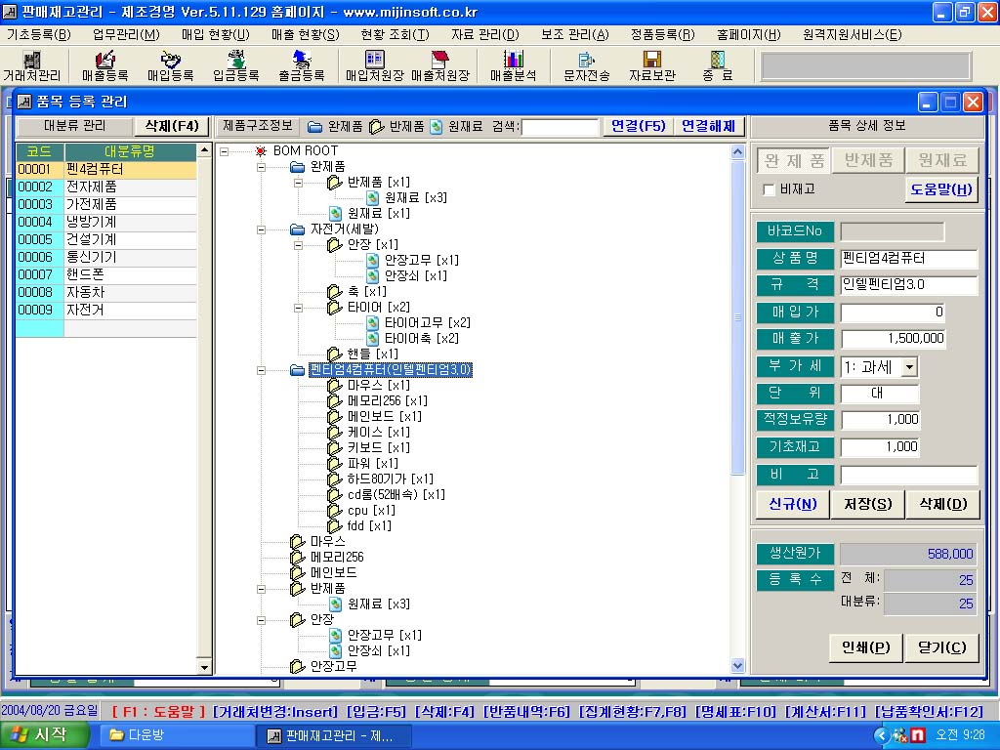 판매재고관리 - 제조경영 Ver.5.11.129 홈페이지 - www.mijinsoft.co.kr
기초등록(B) 업무관리(M) 매입 현황(U) 매출 현황(S) 현황 조회(T) 자료 관리(D) 보조 관리(A) 정품등록(R) 홈페이지(H) 원격지원서비스(E)
거래처관리 매출등록 매입등록 입금등록 출금등록 매입처원장 매출처원장 매출분석 문자전송 자료보관 종 료
품목 등록 관리
대분류 관리 삭제(F4) 제품구조정보 완제품 반제품 원재료 검색: 연결(F5) 연결해제 품목 상세 정보
코드 대분류명
00001 펜4컴퓨터
00002 전자제품
00003 가전제품
00004 냉방기계
00005 건설기계
00006 통신기기
00007 핸드폰
00008 자동차
00009 자전거
BOM ROOT
완제품
반제품 [x1]
원재료 [x3]
원재료 [x1]
자전거(세발)
안장 [x1]
안장고무 [x1]
안장쇠 [x1]
축 [x1]
타이어 [x2]
타이어고무 [x2]
타이어축 [x2]
핸들 [x1]
펜티엄4컴퓨터(인텔펜티엄3.0)
마우스 [x1]
메모리256 [x1]
메인보드 [x1]
케이스 [x1]
키보드 [x1]
파워 [x1]
하드80기가 [x1]
cd롬(52배속) [x1]
cpu [x1]
fdd [x1]
마우스
메모리256
메인보드
반제품
원재료 [x3]
안장
안장고무 [x1]
안장쇠 [x1]
안장고무
완 제 품 반제품 원재료
비재고 도움말(H)
바코드No
상 품 명 펜티엄4컴퓨터
규 격 인텔펜티엄3.0
매 입 가 0
매 출 가 1,500,000
부 가 세 1: 과세
단 위 대
적정보유량 1,000
기초재고 1,000
비 고
신규(N) 저장(S) 삭제(D)
생산원가 588,000
등 록 수 전 체: 25
대분류: 25
인쇄(P) 닫기(C)
2004/08/20 금요일 [ F1 : 도움말 ] [거래처변경:Insert] [입금:F5] [삭제:F4] [반품내역:F6] [집계현황:F7,F8] [명세표:F10] [계산서:F11] [납품확인서:F12]
시작 다운방 판매재고관리 - 제... 오전 9:28